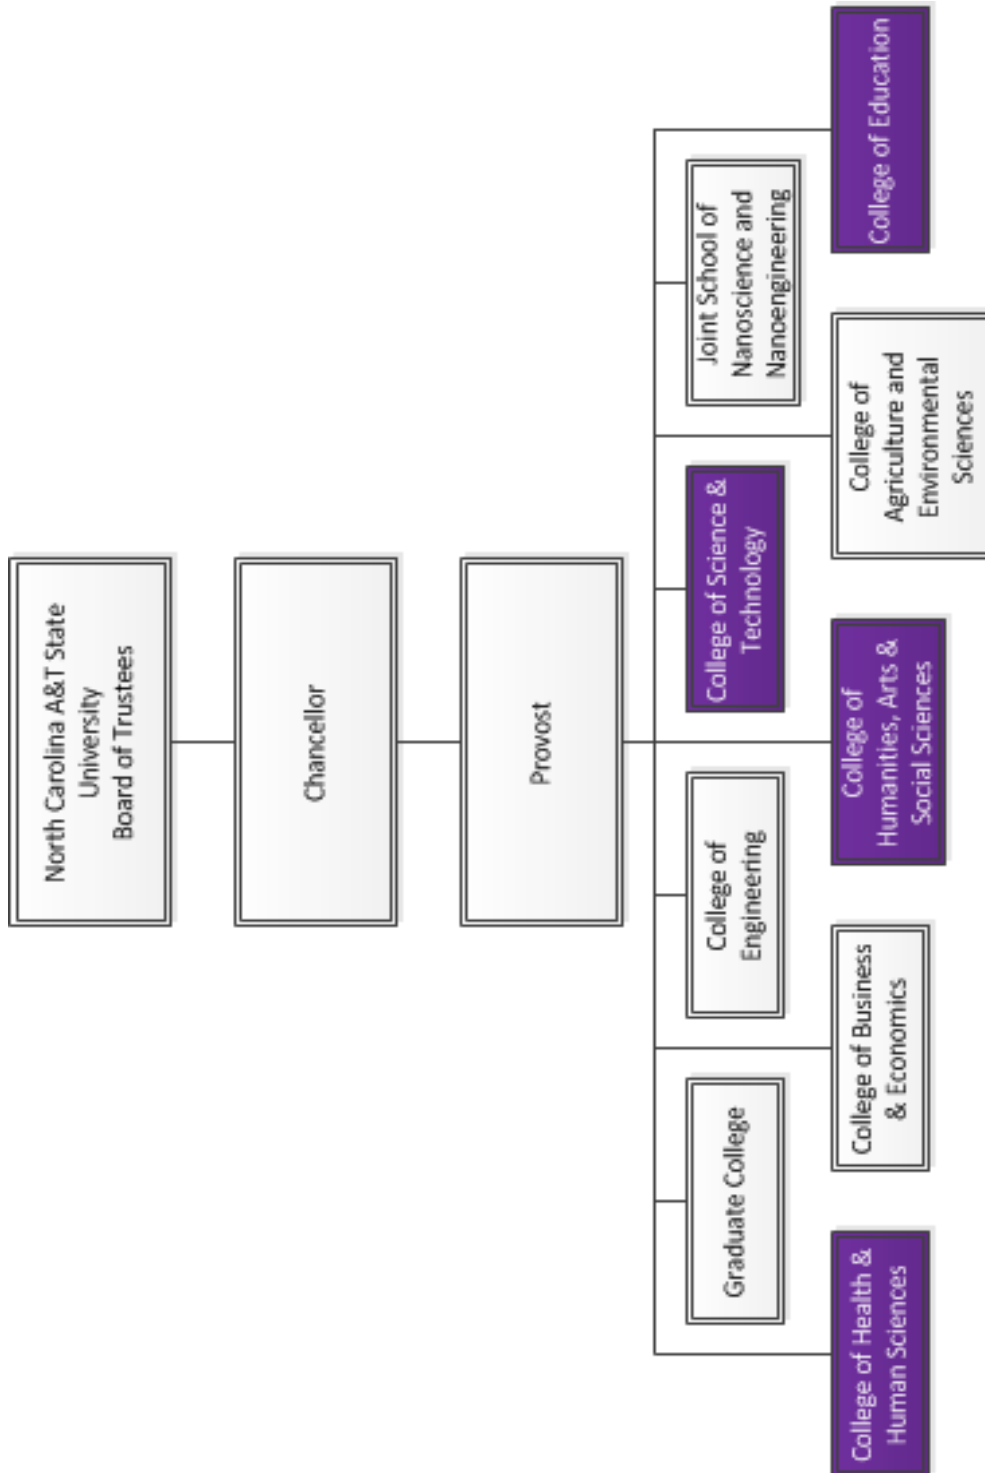 North Carolina A&T State
University
Board of Trustees
Chancellor
Provost
Graduate College
College of
Engineering
College of Science &
Technology
Joint School of
Nanoscience and
Nanoengineering
College of Health &
Human Sciences
College of Business
& Economics
College of
Humanities, Arts &
Social Sciences
College of
Agriculture and
Environmental
Sciences
College of Education